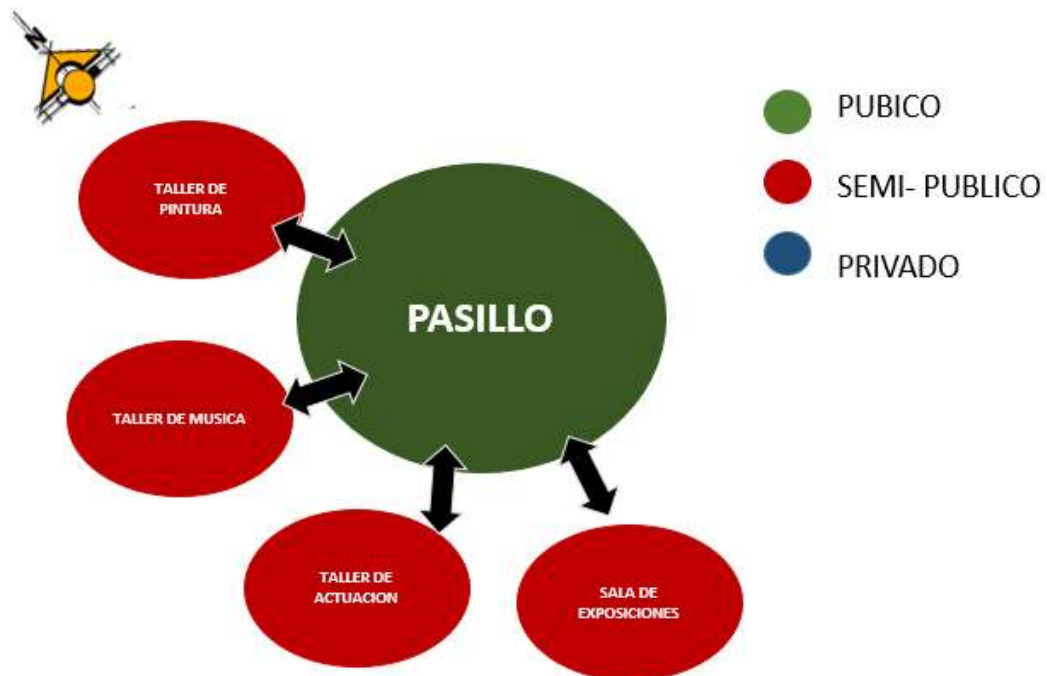 N
PUBICO
SEMI- PUBLICO
PRIVADO
TALLER DE
PINTURA
PASILLO
TALLER DE MUSICA
TALLER DE
ACTUACION
SALA DE
EXPOSICIONES